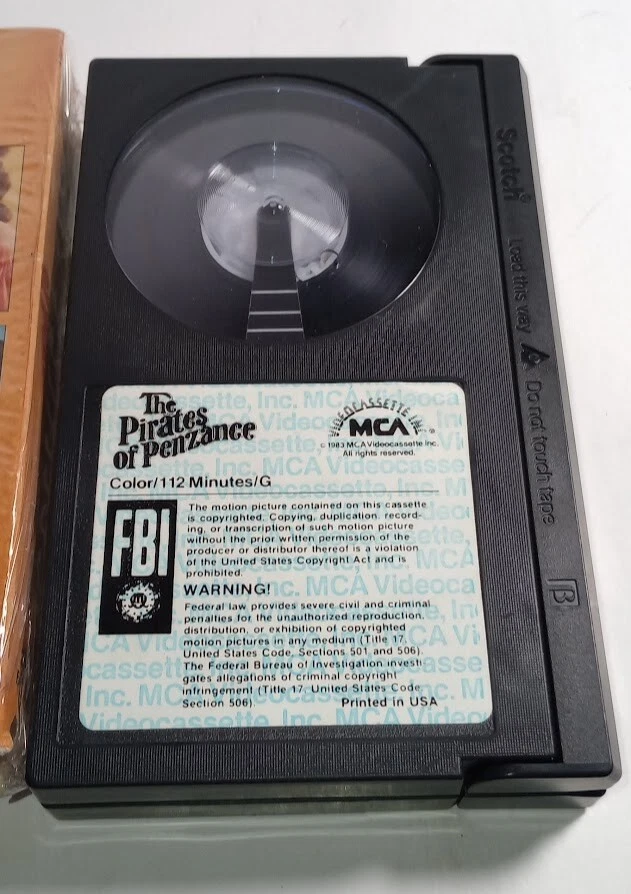 The
Pirates
of Penzance
VIDEOCASSETTE INC.
MCA®
© 1983 MCA Videocassette Inc.
All rights reserved.
Color/112 Minutes/G
FBI
The motion picture contained on this cassette
is copyrighted. Copying, duplication, record-
ing, or transcription of such motion picture
without the prior written permission of the
producer or distributor thereof is a violation
of the United States Copyright Act and is
prohibited.
WARNING!
Federal law provides severe civil and criminal
penalties for the unauthorized reproduction,
distribution, or exhibition of copyrighted
motion pictures in any medium (Title 17,
United States Code, Sections 501 and 506).
The Federal Bureau of Investigation investi
gates allegations of criminal copyright
infringement (Title 17, United States Code,
Section 506).
Printed in USA
Scotch®
Load this way
Do not touch tape
B